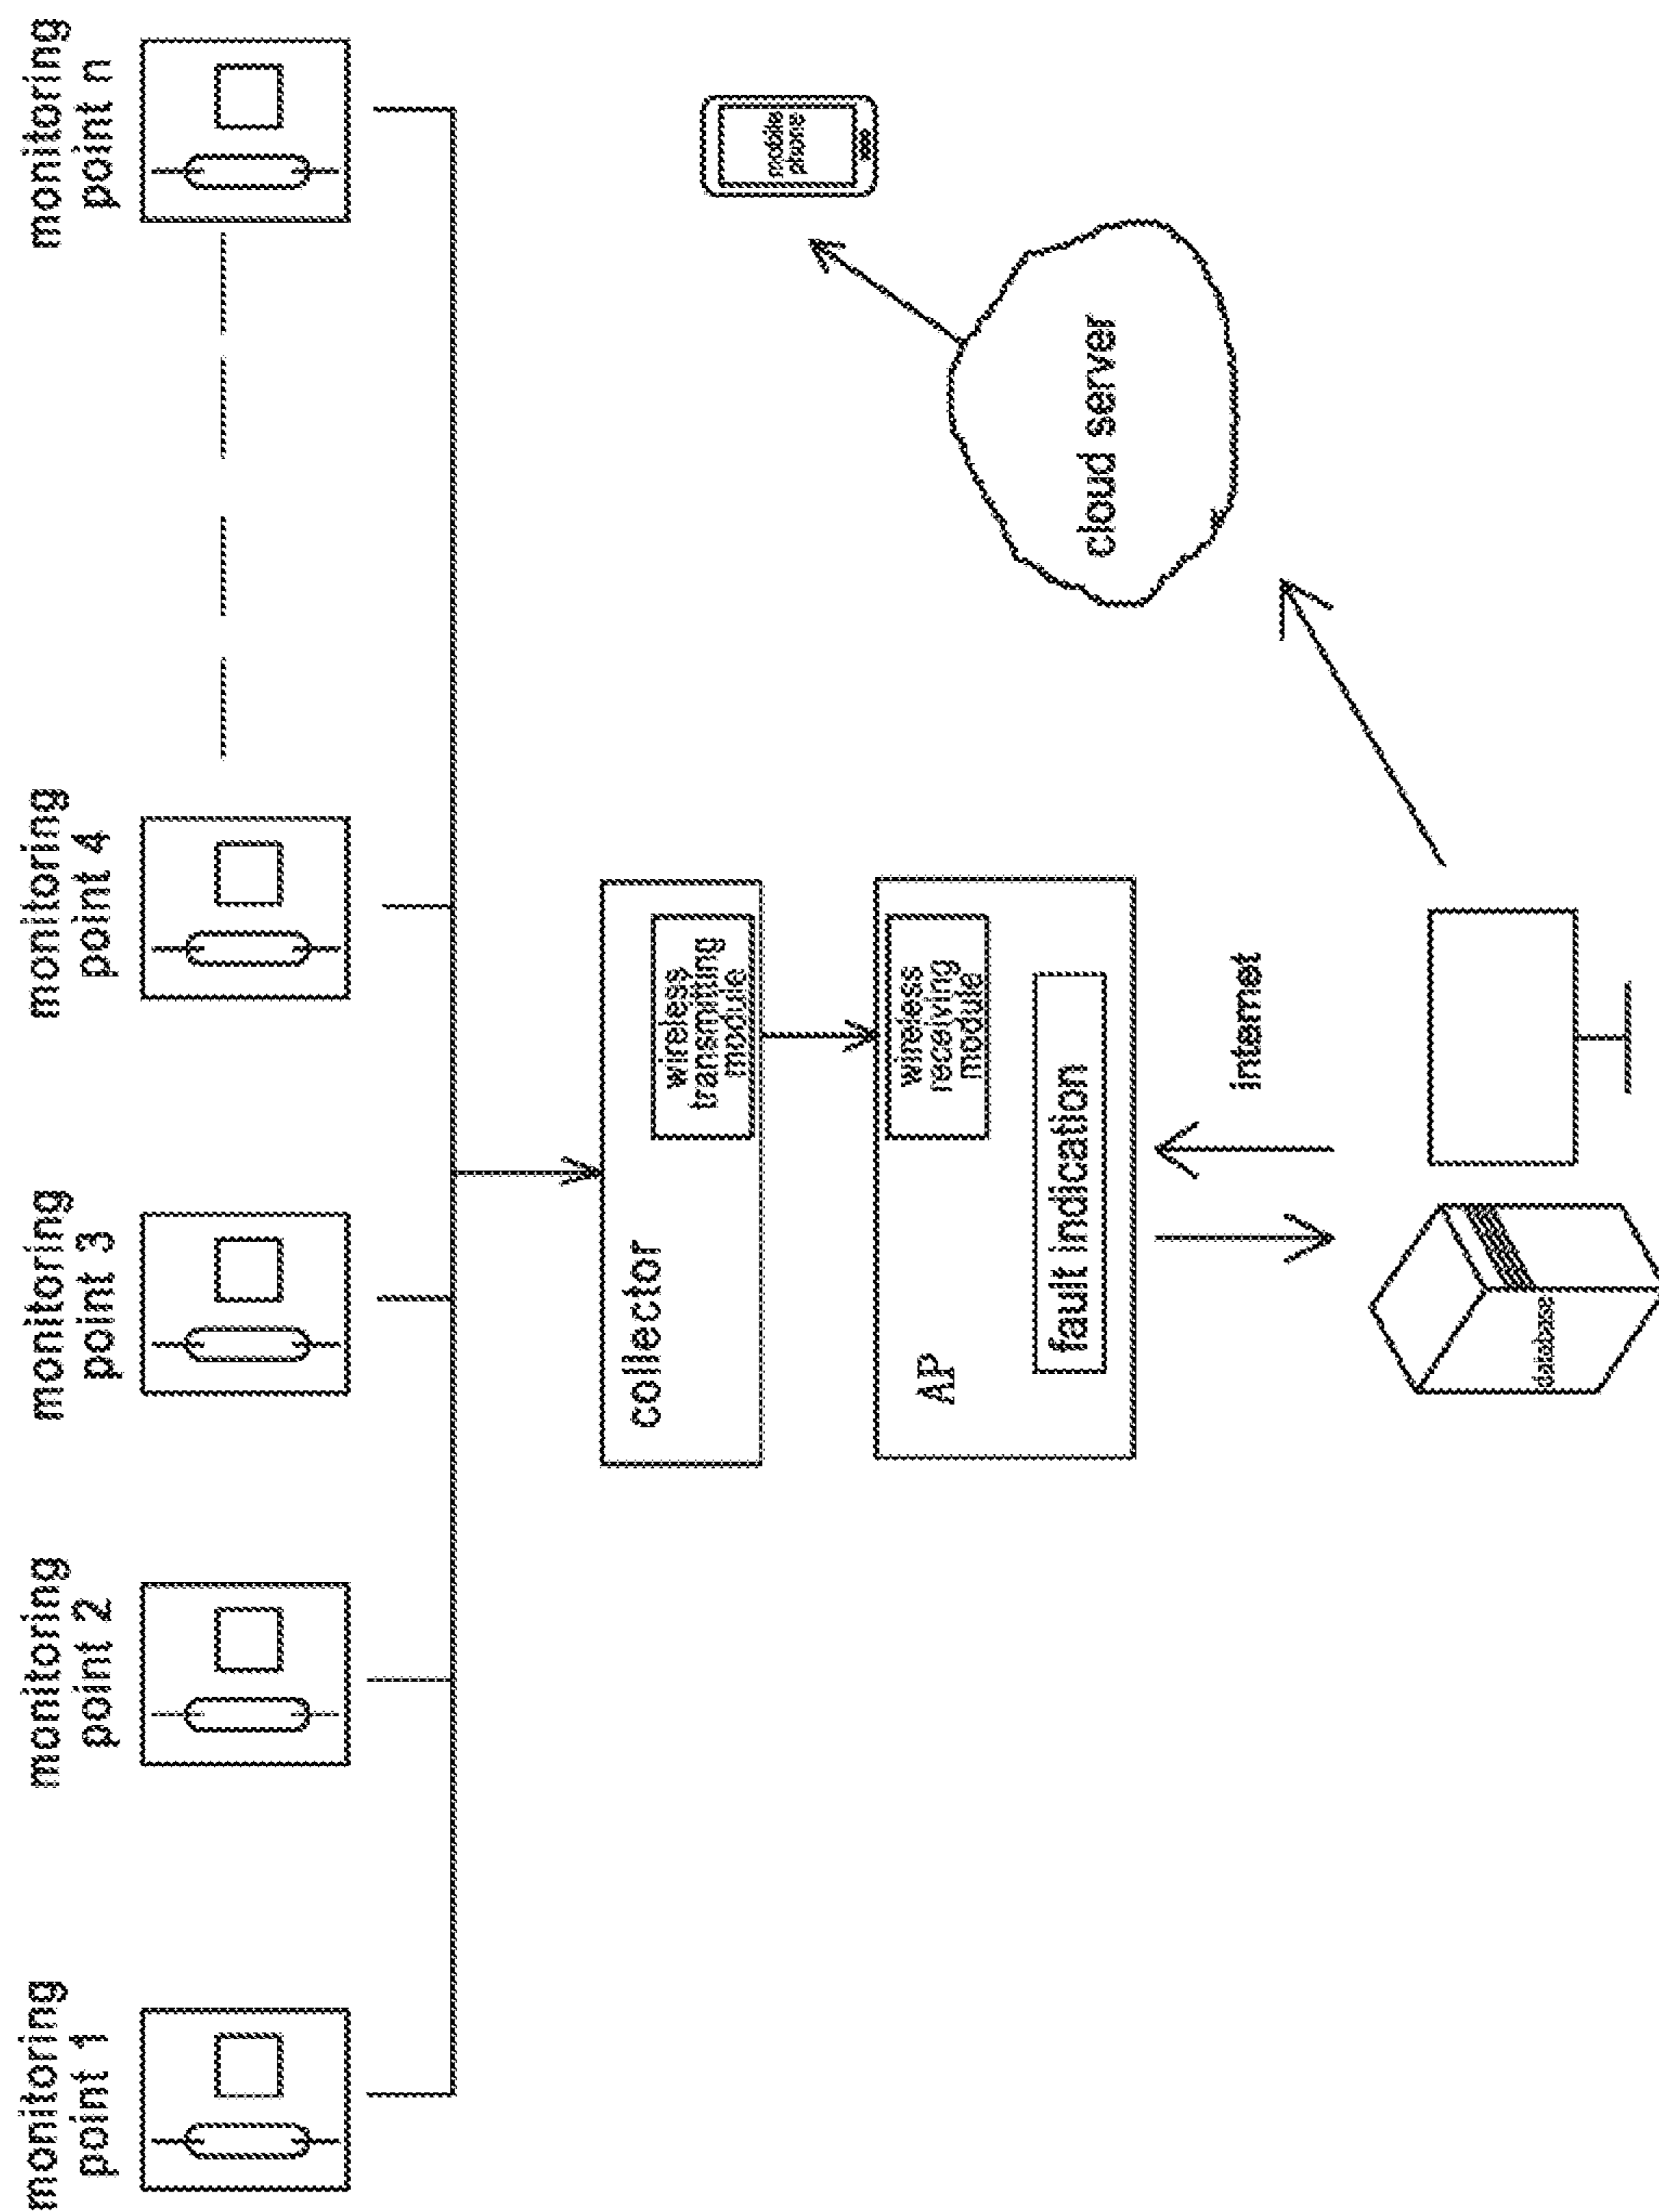 monitoring
point 1
monitoring
point 2
monitoring
point 3
monitoring
point 4
monitoring
point n
collector
wireless
transmitting
module
AP
wireless
receiving
module
fault indication
internet
database
cloud server
mobile
phone